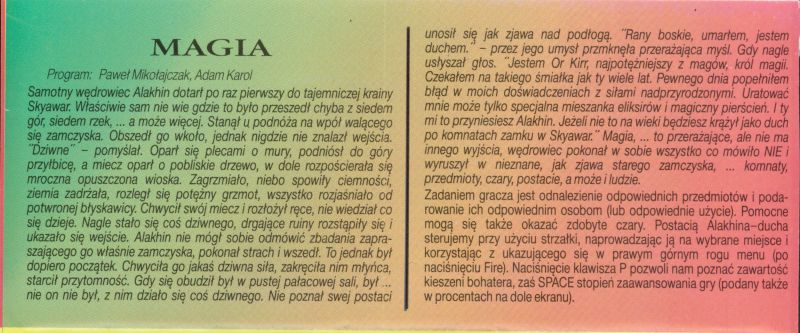 MAGIA
Program: Paweł Mikołajczak, Adam Karol
Samotny wędrowiec Alakhin dotarł po raz pierwszy do tajemniczej krainy
Skyawar. Właściwie sam nie wie gdzie to było przeszedł chyba z siedem
gór, siedem rzek, ... a może więcej. Stanął u podnóża na wpół walącego
się zamczyska. Obszedł go wkoło, jednak nigdzie nie znalazł wejścia.
"Dziwne" – pomyślał. Oparł się plecami o mury, podniósł do góry
przyłbicę, a miecz oparł o pobliskie drzewo, w dole rozpościerała się
mroczna opuszczona wioska. Zagrzmiało, niebo spowiły ciemności,
ziemia zadrżała, rozległ się potężny grzmot, wszystko rozjaśniało od
potwornej błyskawicy. Chwycił swój miecz i rozłożył ręce, nie wiedział co
się dzieje. Nagle stało się coś dziwnego, drgające ruiny rozstąpiły się i
ukazało się wejście. Alakhin nie mógł sobie odmówić zbadania zapra-
szającego go właśnie zamczyska, pokonał strach i wszedł. To jednak był
dopiero początek. Chwyciła go jakaś dziwna siła, zakręciła nim młyńca,
starcił przytomność. Gdy się obudził był w pustej pałacowej sali, był ...
nie on nie był, z nim działo się coś dziwnego. Nie poznał swej postaci
unosił się jak zjawa nad podłogą. "Rany boskie, umarłem, jestem
duchem." – przez jego umysł przmknęła przerażająca myśl. Gdy nagle
usłyszał głos. "Jestem Or Kirr, najpotężniejszy z magów, król magii.
Czekałem na takiego śmiałka jak ty wiele lat. Pewnego dnia popełniłem
błąd w moich doświadczeniach z siłami nadprzyrodzonymi. Uratować
mnie może tylko specjalna mieszanka eliksirów i magiczny pierścień. I ty
mi to przyniesiesz Alakhin. Jeżeli nie to na wieki będziesz krążył jako duch
po komnatach zamku w Skyawar." Magia, ... to przerażające, ale nie ma
innego wyjścia, wędrowiec pokonał w sobie wszystko co mówiło NIE i
wyruszył w nieznane, jak zjawa starego zamczyska, ... komnaty,
przedmioty, czary, postacie, a może i ludzie.
Zadaniem gracza jest odnalezienie odpowiednich przedmiotów i poda-
rowanie ich odpowiednim osobom (lub odpowiednie użycie). Pomocne
mogą się także okazać zdobyte czary. Postacią Alakhina–ducha
sterujemy przy użyciu strzałki, naprowadzając ją na wybrane miejsce i
korzystając z ukazującego się w prawym górnym rogu menu (po
naciśnięciu Fire). Naciśnięcie klawisza P pozwoli nam poznać zawartość
kieszeni bohatera, zaś SPACE stopień zaawansowania gry (podany także
w procentach na dole ekranu).